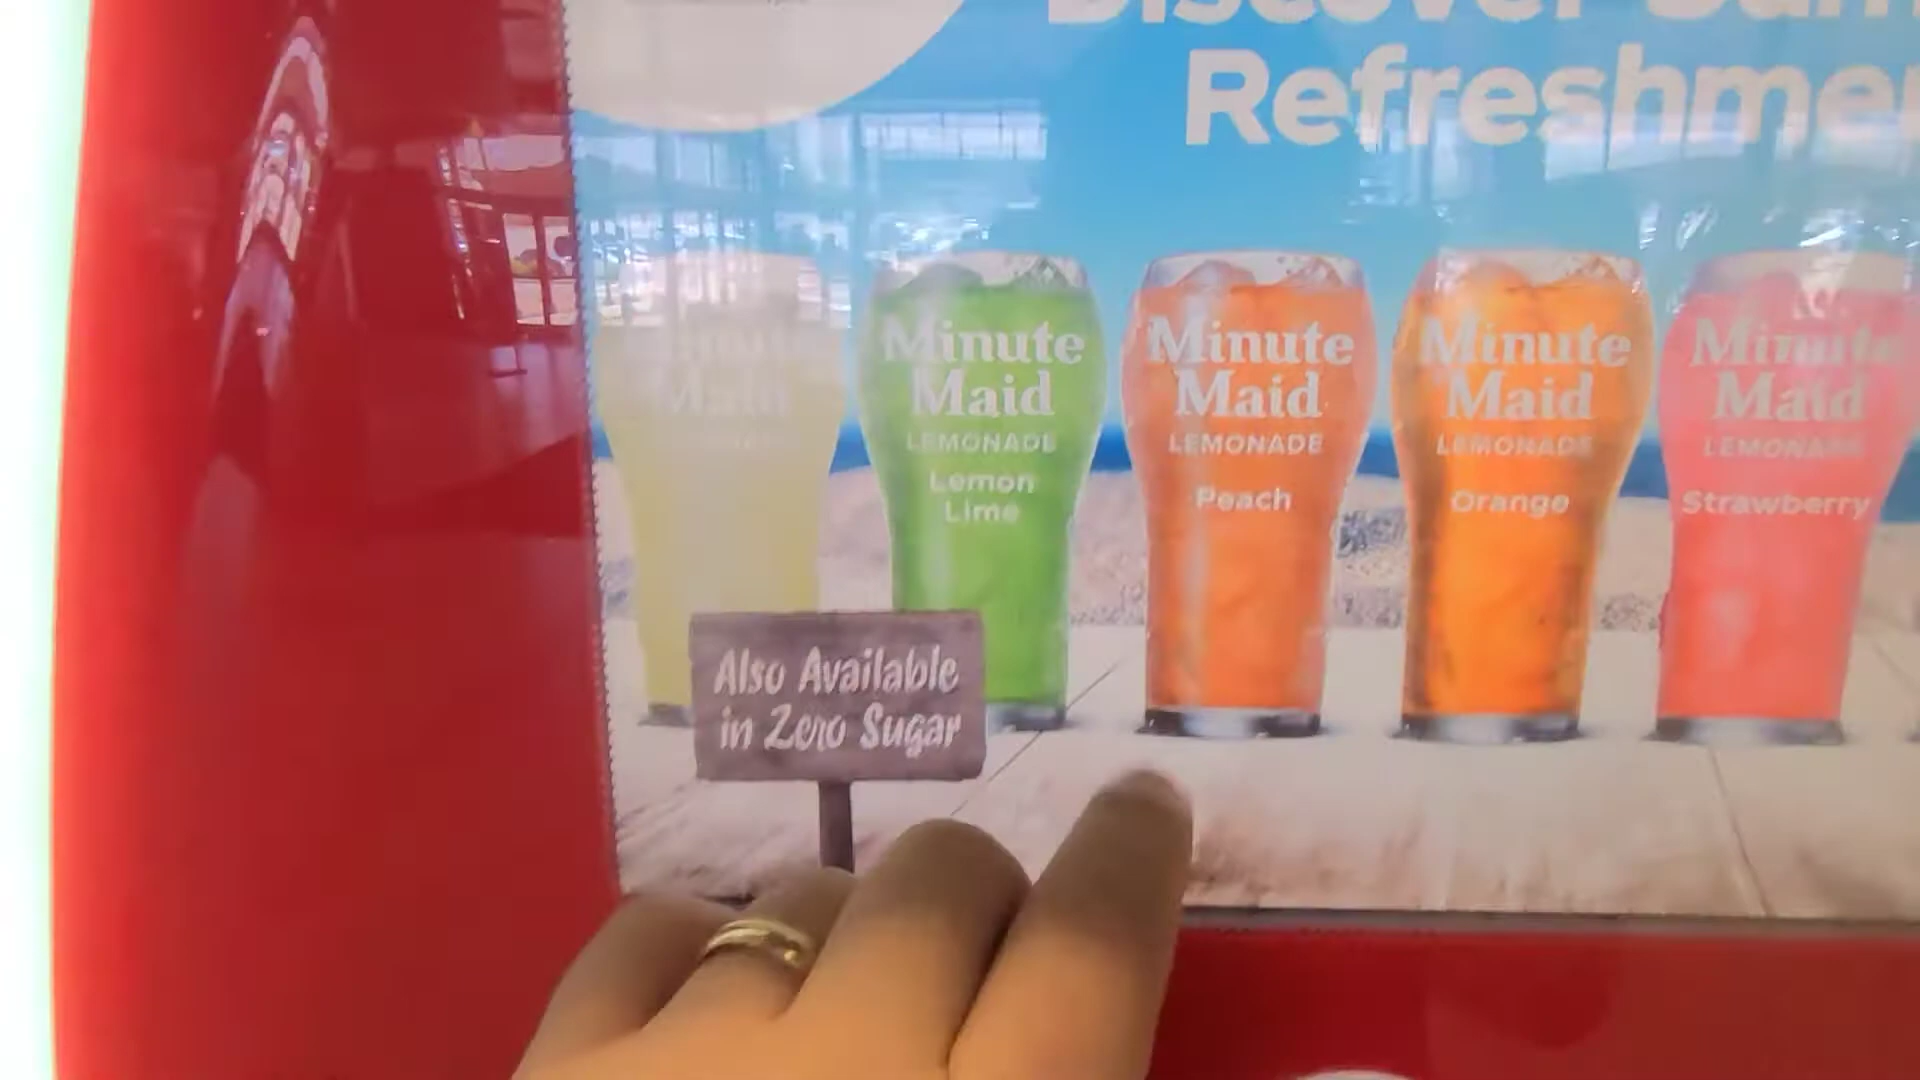 Refreshme
Minute
Maid
LEMONADE
Lemon
Lime
Minute
Maid
LEMONADE
Peach
Minute
Maid
LEMONADE
Orange
Minute
Maid
LEMONADE
Strawberry
Also Available
in Zero Sugar